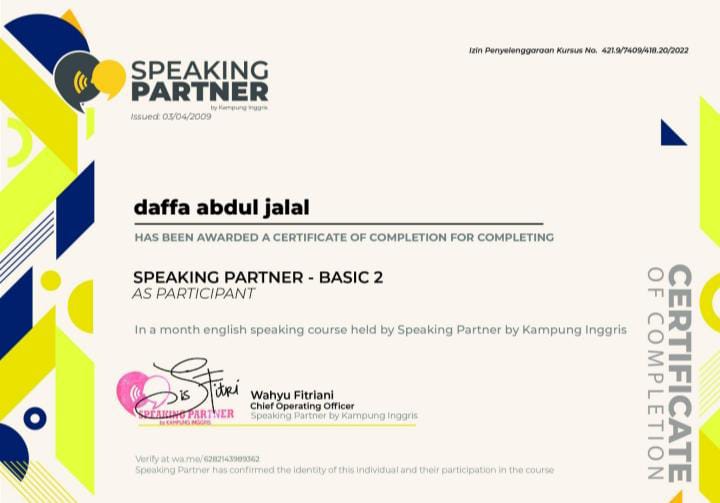 Izin Penyelenggaraan Kursus No. 421.9/7409/418.20/2022
SPEAKING
PARTNER
by Kampung Inggris
Issued: 03/04/2009
daffa abdul jalal
HAS BEEN AWARDED A CERTIFICATE OF COMPLETION FOR COMPLETING
SPEAKING PARTNER - BASIC 2
AS PARTICIPANT
In a month english speaking course held by Speaking Partner by Kampung Inggris
Sis Fitri
SPEAKING PARTNER
by KAMPUNG INGGRIS
Wahyu Fitriani
Chief Operating Officer
Speaking Partner by Kampung Inggris
Verify at wa.me/6282143989362
Speaking Partner has confirmed the identity of this individual and their participation in the course
CERTIFICATE
OF COMPLETION